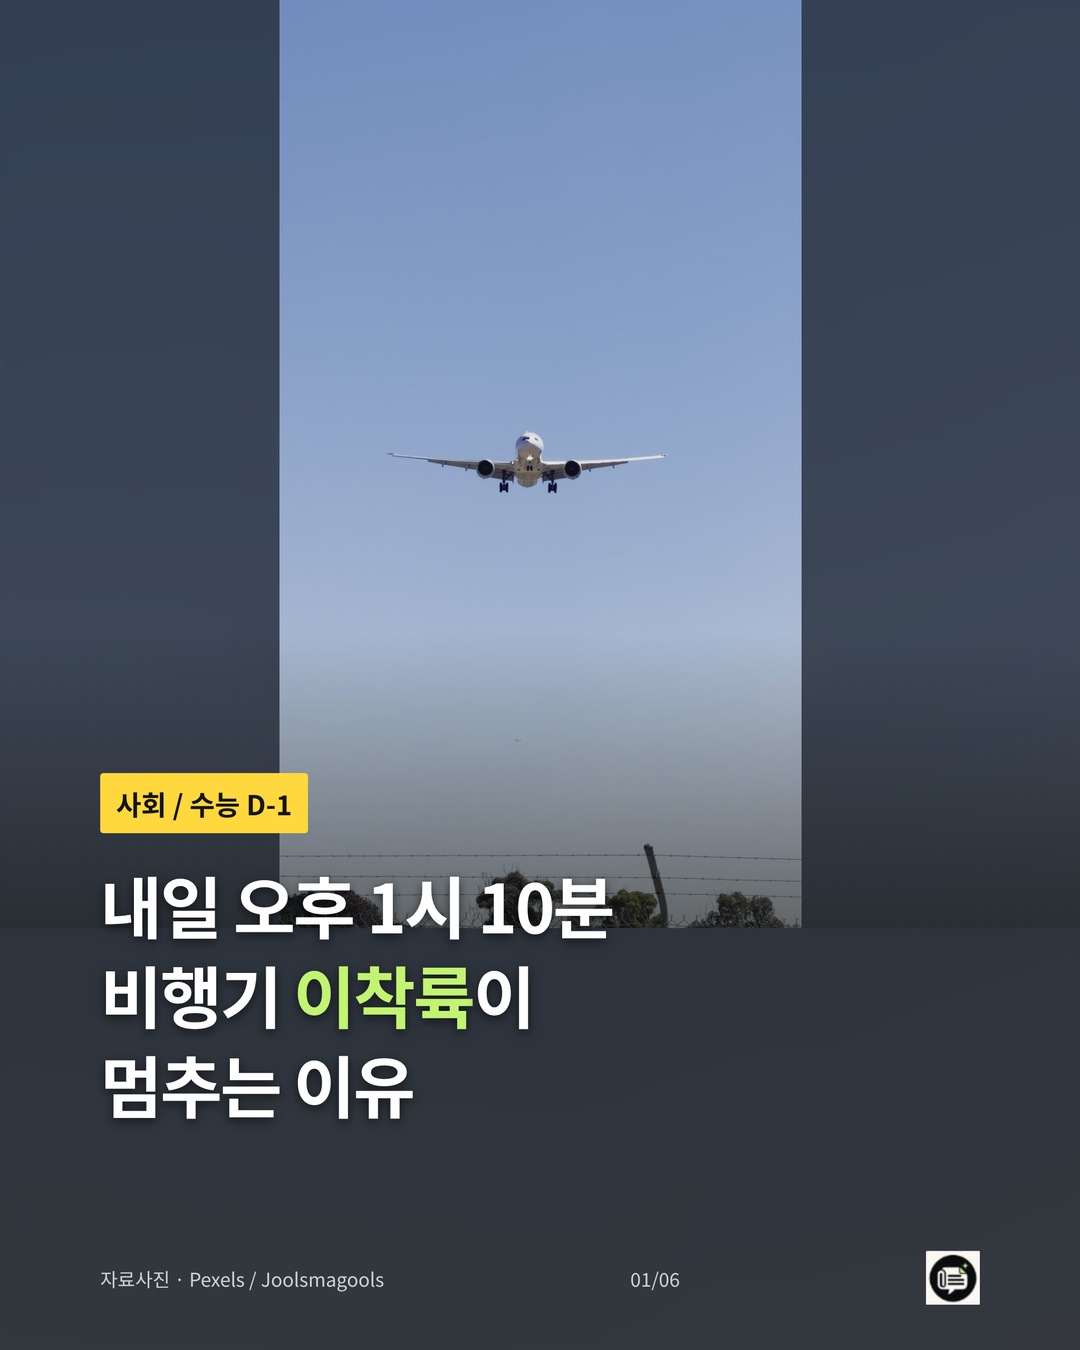 사회 / 수능 D-1
내일 오후 1시 10분
비행기 이착륙이
멈추는 이유
자료사진 · Pexels / Joolsmagools
01/06